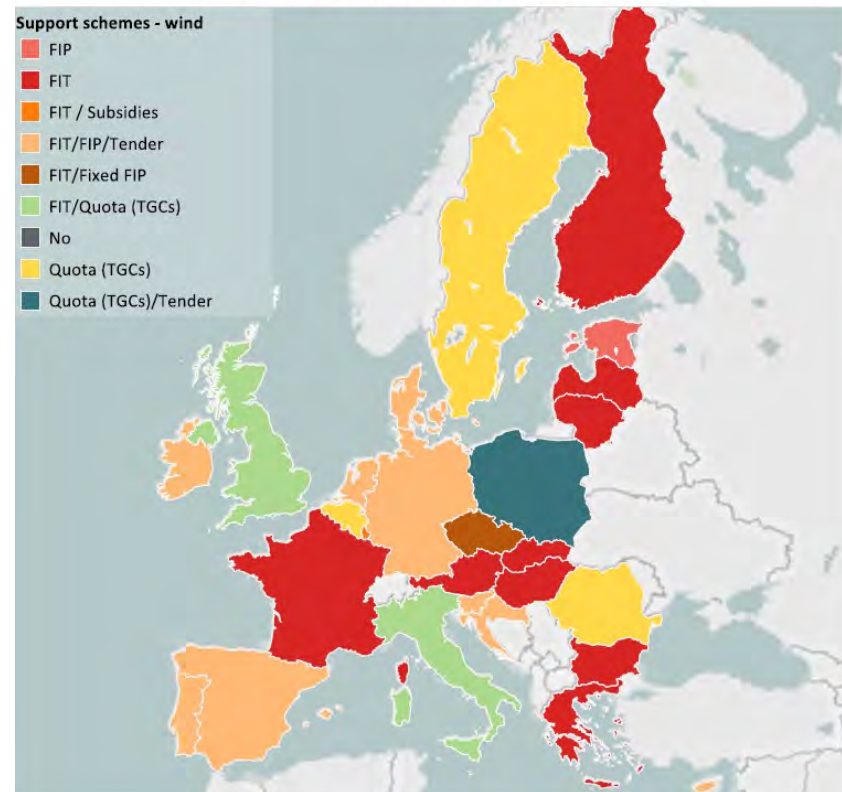 Support schemes - wind
FIP
FIT
FIT / Subsidies
FIT/FIP/Tender
FIT/Fixed FIP
FIT/Quota (TGCs)
No
Quota (TGCs)
Quota (TGCs)/Tender